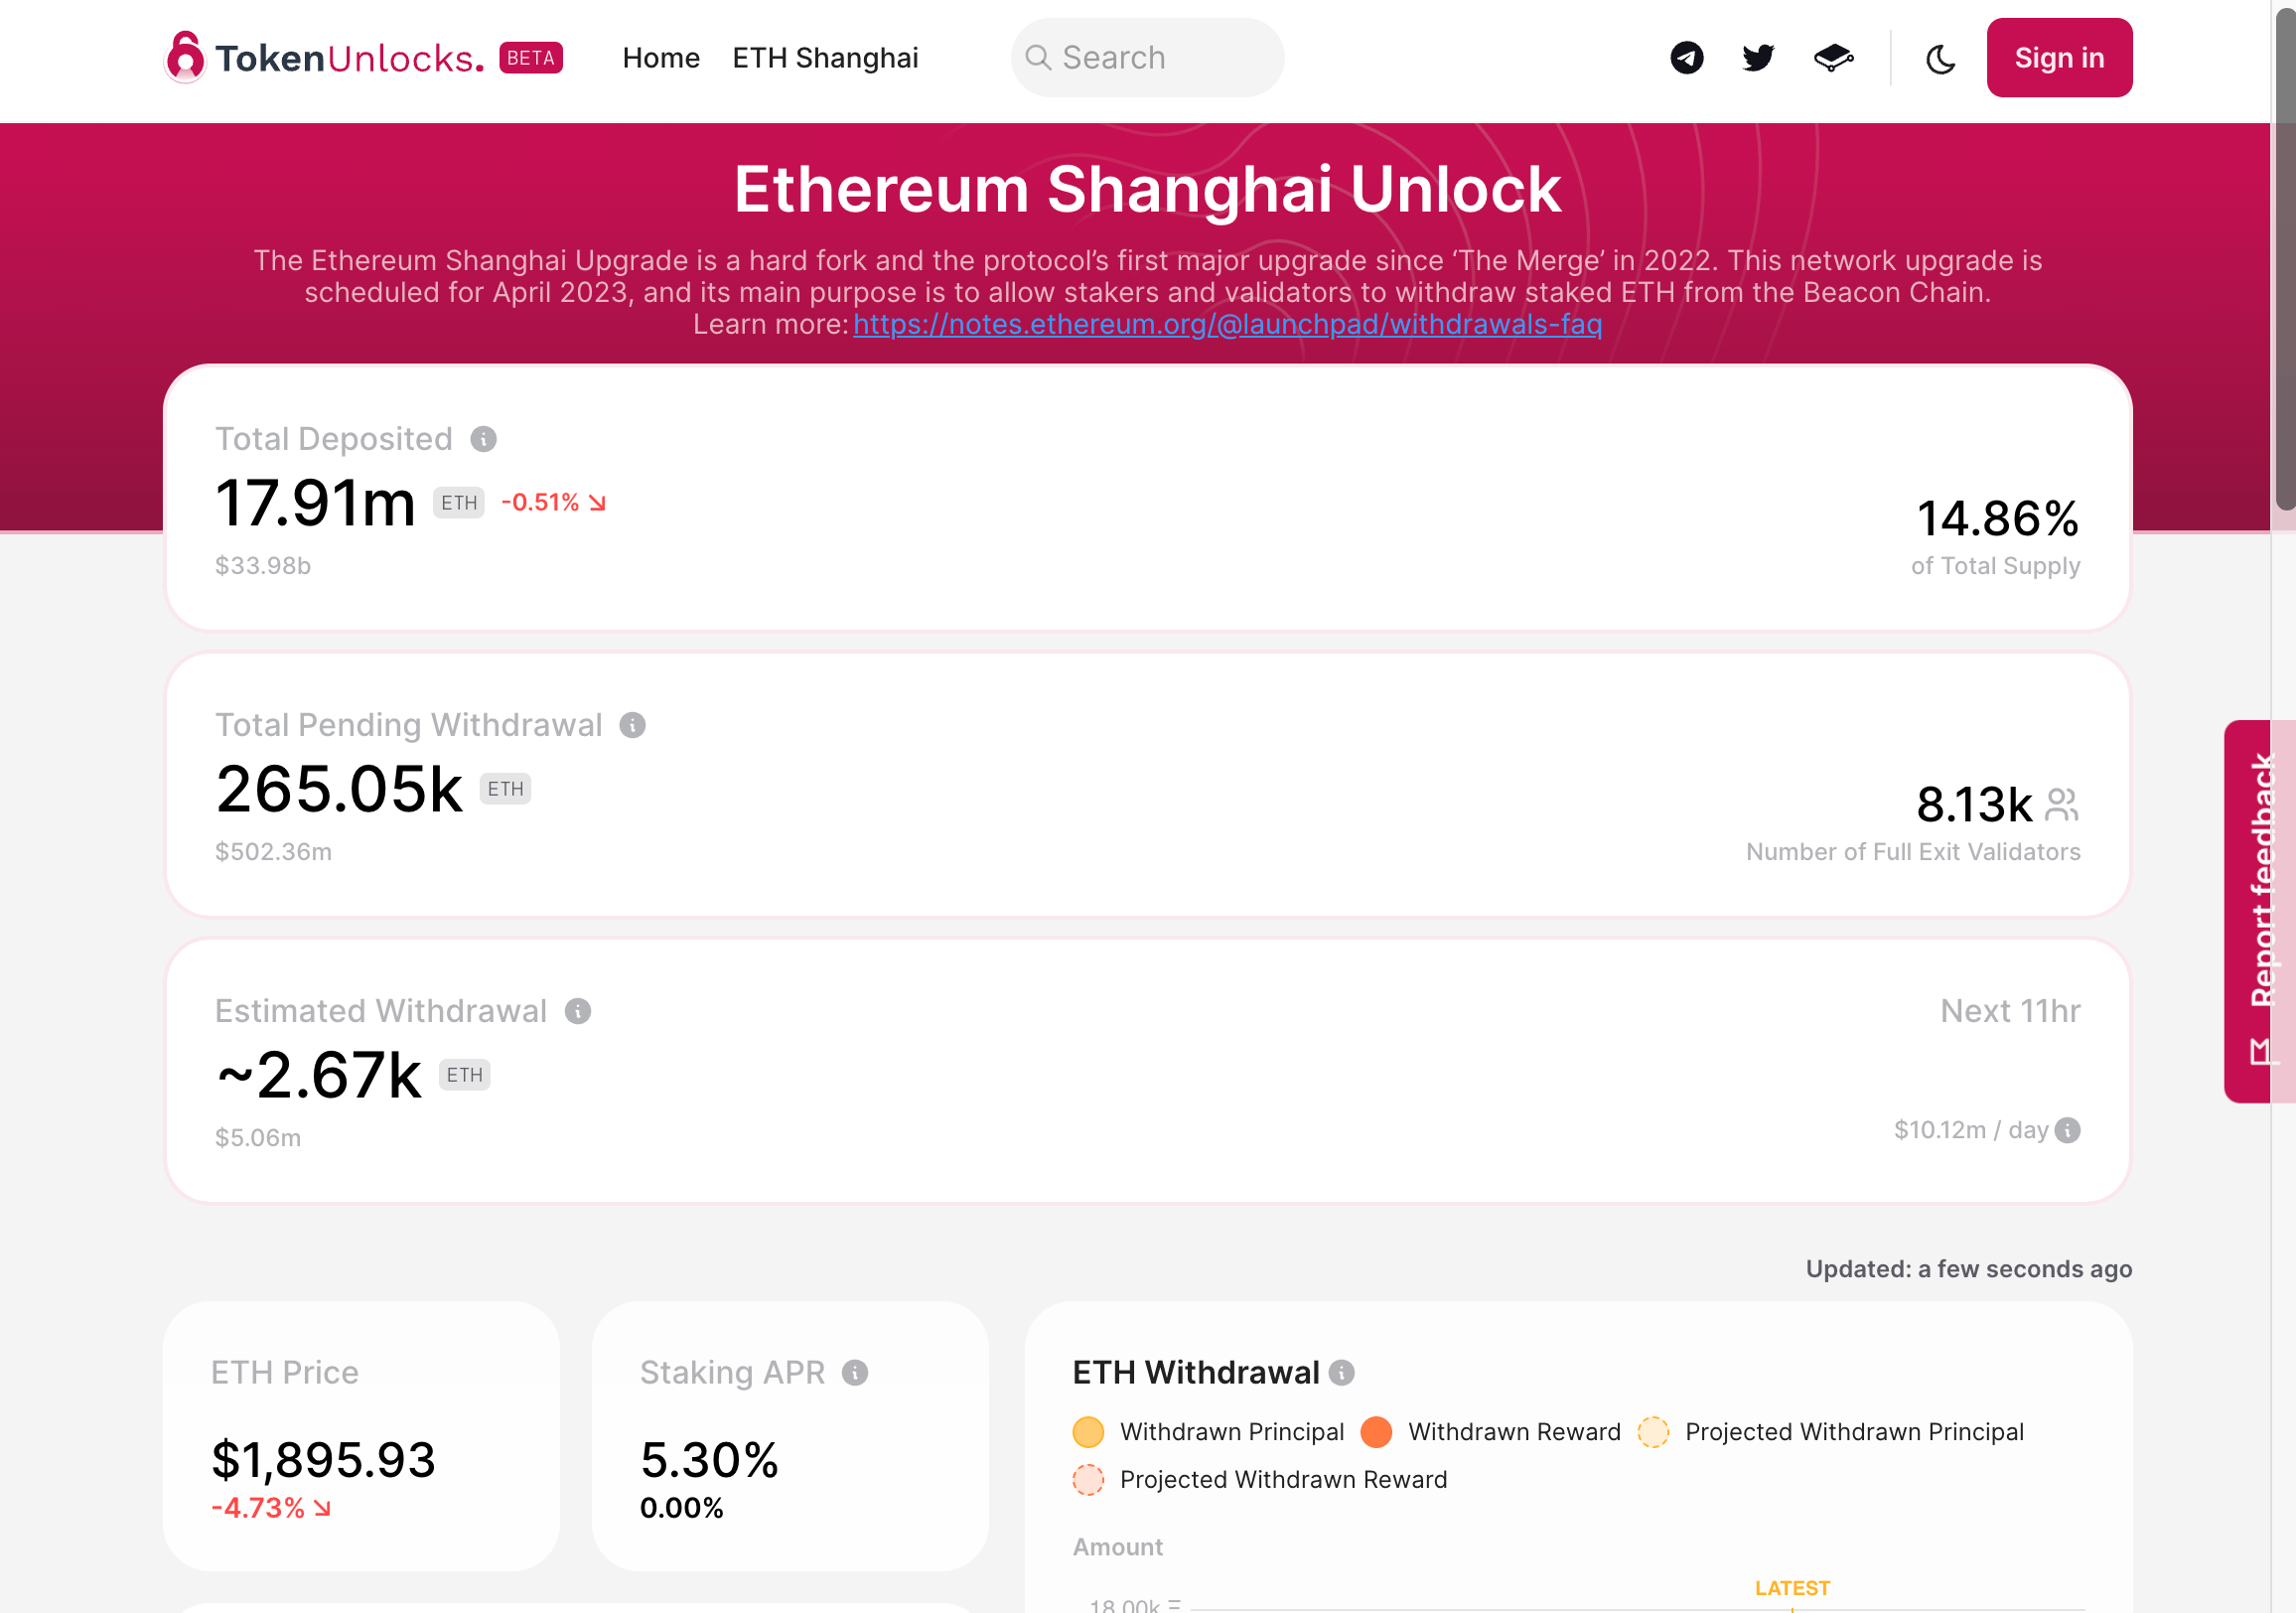 TokenUnlocks. BETA Home ETH Shanghai Search Sign in
Ethereum Shanghai Unlock
The Ethereum Shanghai Upgrade is a hard fork and the protocol’s first major upgrade since ‘The Merge’ in 2022. This network upgrade is
scheduled for April 2023, and its main purpose is to allow stakers and validators to withdraw staked ETH from the Beacon Chain.
Learn more: https://notes.ethereum.org/@launchpad/withdrawals-faq
Total Deposited
17.91m ETH -0.51%
$33.98b
14.86%
of Total Supply
Total Pending Withdrawal
265.05k ETH
$502.36m
8.13k
Number of Full Exit Validators
Estimated Withdrawal
~2.67k ETH
$5.06m
Next 11hr
$10.12m / day
Report feedback
Updated: a few seconds ago
ETH Price
$1,895.93
-4.73%
Staking APR
5.30%
0.00%
ETH Withdrawal
Withdrawn Principal Withdrawn Reward Projected Withdrawn Principal
Projected Withdrawn Reward
Amount
LATEST
18.00k